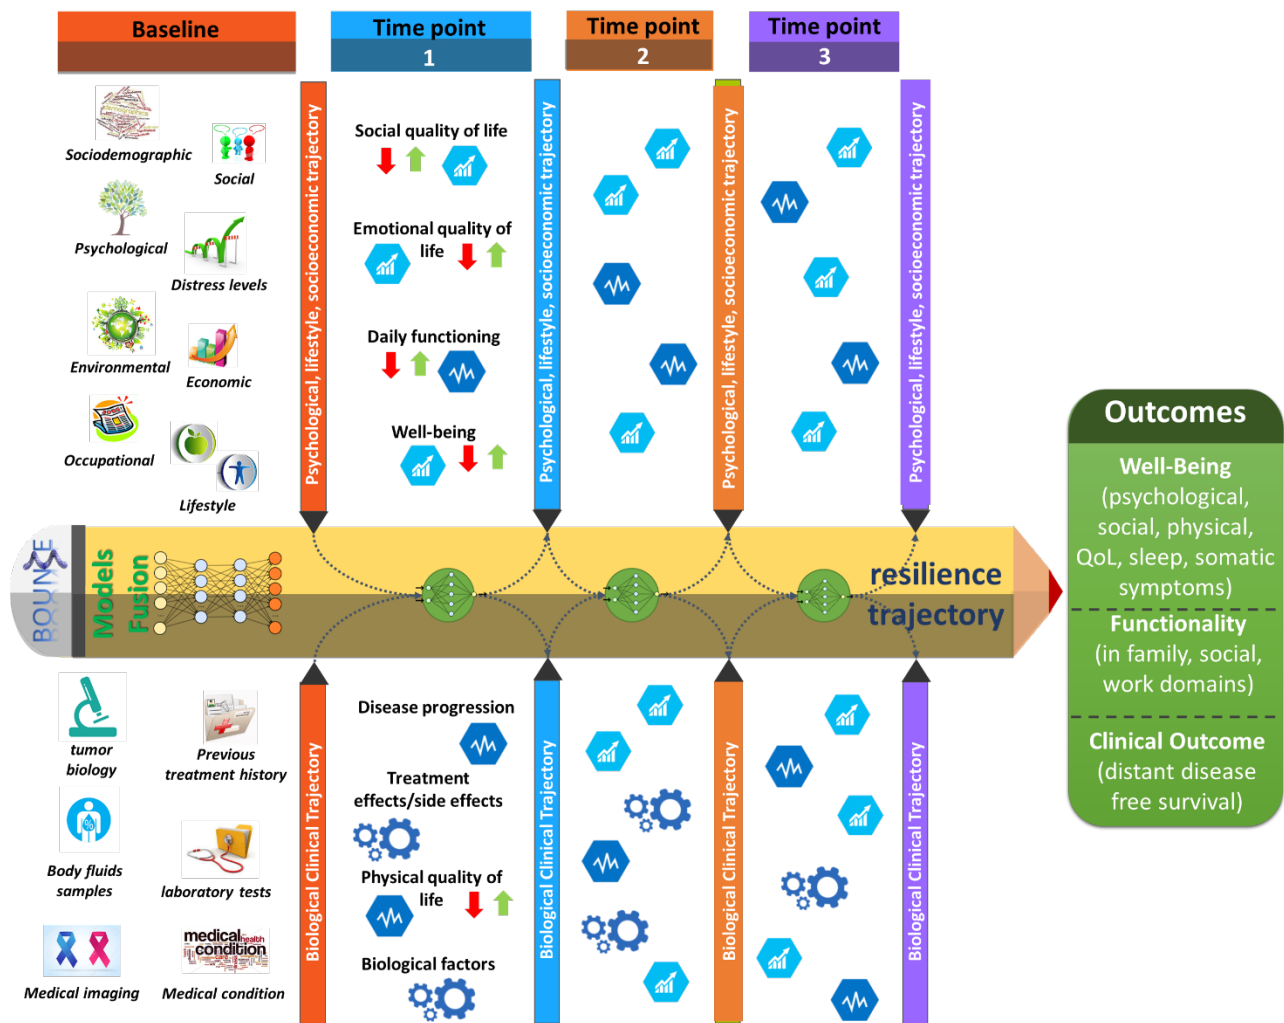 Baseline
Time point
1
Time point
2
Time point
3
Sociodemographic
Social
Psychological
Distress levels
Environmental
Economic
Occupational
Lifestyle
Psychological, lifestyle, socioeconomic trajectory
Social quality of life
Emotional quality of
life
Daily functioning
Well-being
Psychological, lifestyle, socioeconomic trajectory
Psychological, lifestyle, socioeconomic trajectory
Psychological, lifestyle, socioeconomic trajectory
BOUNCE
Models
Fusion
resilience
trajectory
tumor
biology
Previous
treatment history
Body fluids
samples
laboratory tests
Medical imaging
medical
health
condition
Medical condition
Biological Clinical Trajectory
Disease progression
Treatment
effects/side effects
Physical quality of
life
Biological factors
Biological Clinical Trajectory
Biological Clinical Trajectory
Biological Clinical Trajectory
Outcomes
Well-Being
(psychological,
social, physical,
QoL, sleep, somatic
symptoms)
Functionality
(in family, social,
work domains)
Clinical Outcome
(distant disease
free survival)